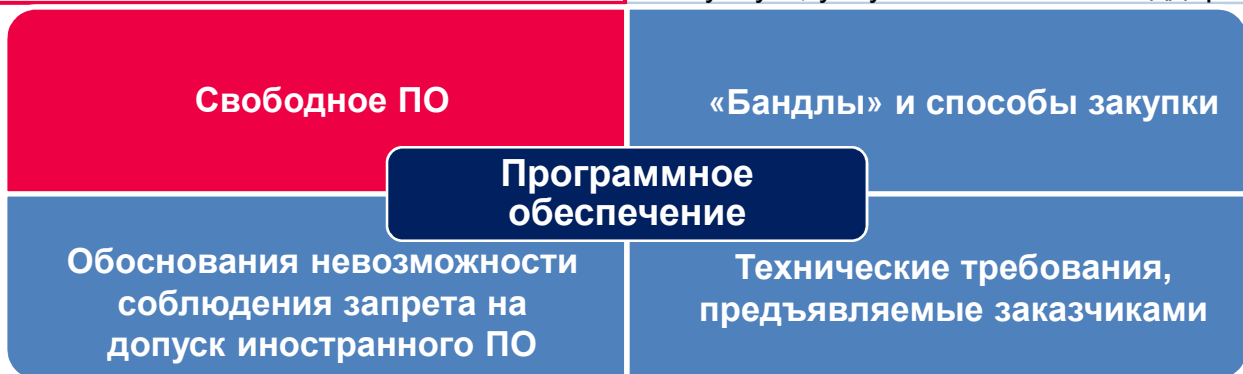 Свободное ПО
«Бандлы» и способы закупки
Программное
обеспечение
Обоснования невозможности
соблюдения запрета на
допуск иностранного ПО
Технические требования,
предъявляемые заказчиками